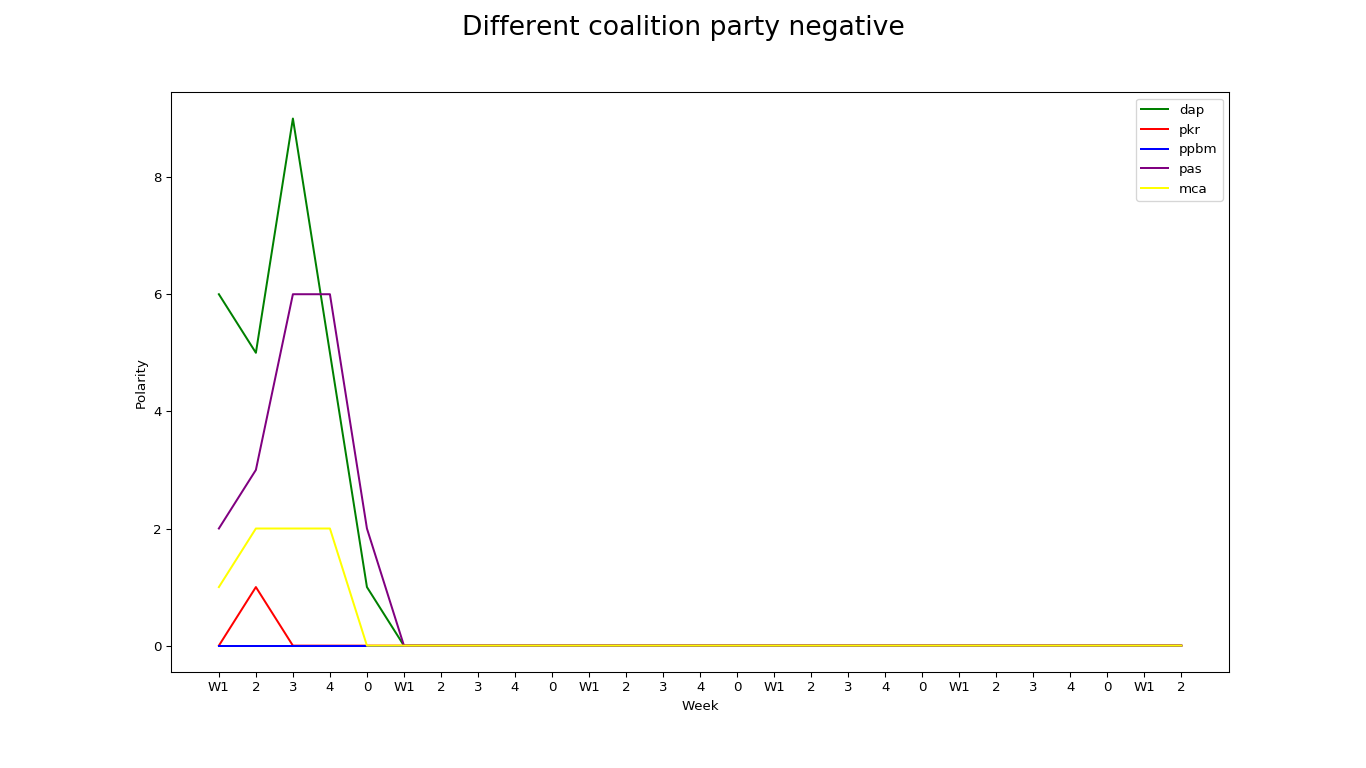 Different coalition party negative
dap
pkr
ppbm
pas
mca
8
6
4
2
0
Polarity
W1 2 3 4 0 W1 2 3 4 0 W1 2 3 4 0 W1 2 3 4 0 W1 2 3 4 0 W1 2
Week